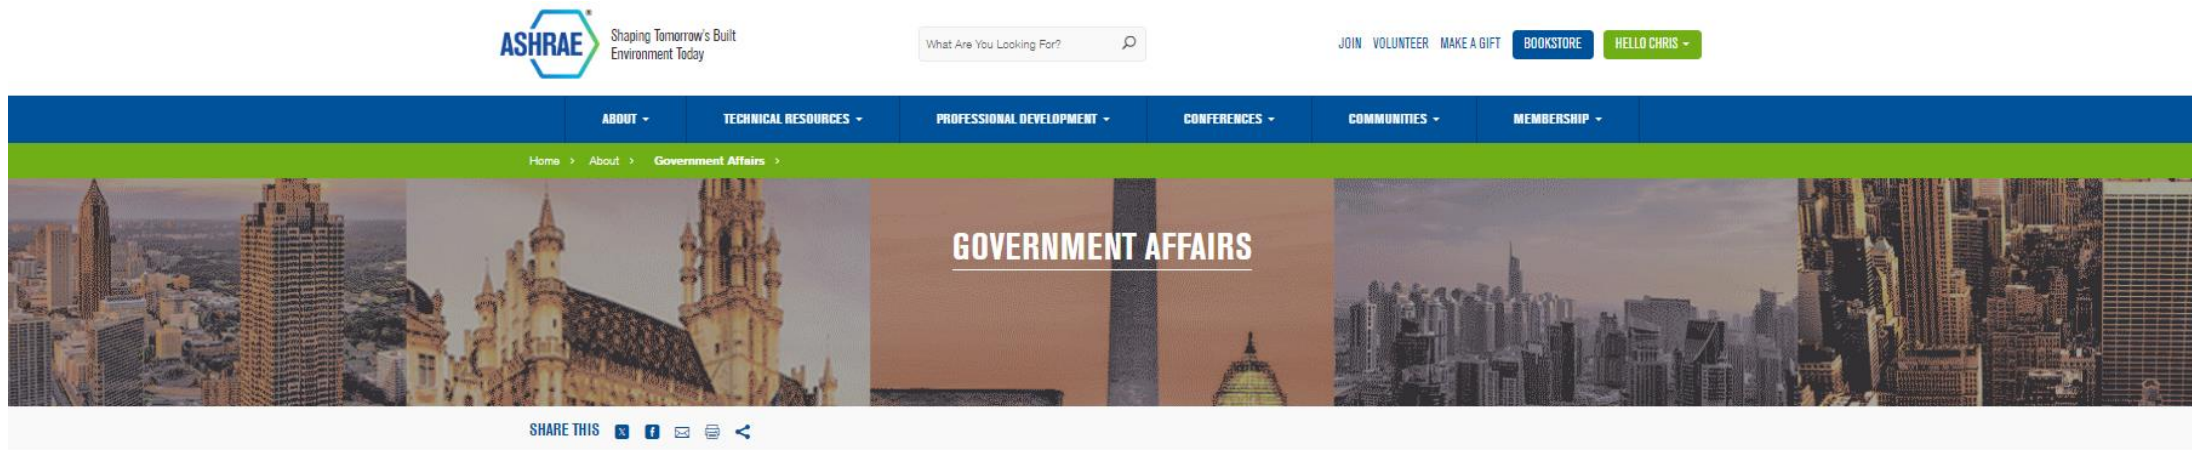 ASHRAE
Shaping Tomorrow's Built
Environment Today
What Are You Looking For?
JOIN VOLUNTEER MAKE A GIFT BOOKSTORE HELLO CHRIS
ABOUT TECHNICAL RESOURCES PROFESSIONAL DEVELOPMENT CONFERENCES COMMUNITIES MEMBERSHIP
Home > About > Government Affairs >
GOVERNMENT AFFAIRS
SHARE THIS